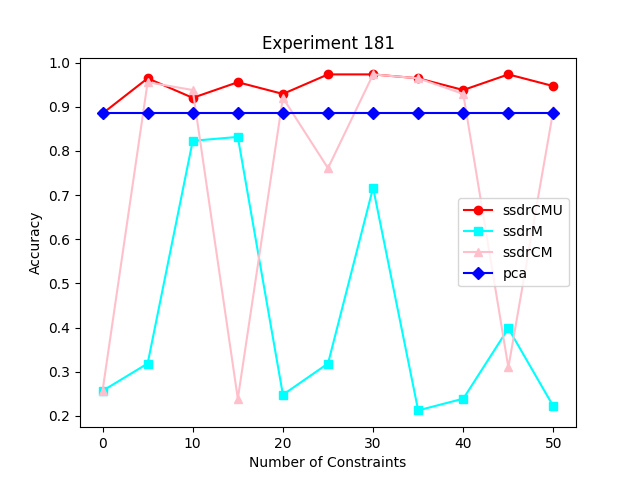 Experiment 181
Accuracy
1.0
0.9
0.8
0.7
0.6
0.5
0.4
0.3
0.2
ssdrCMU
ssdrM
ssdrCM
pca
0 10 20 30 40 50
Number of Constraints